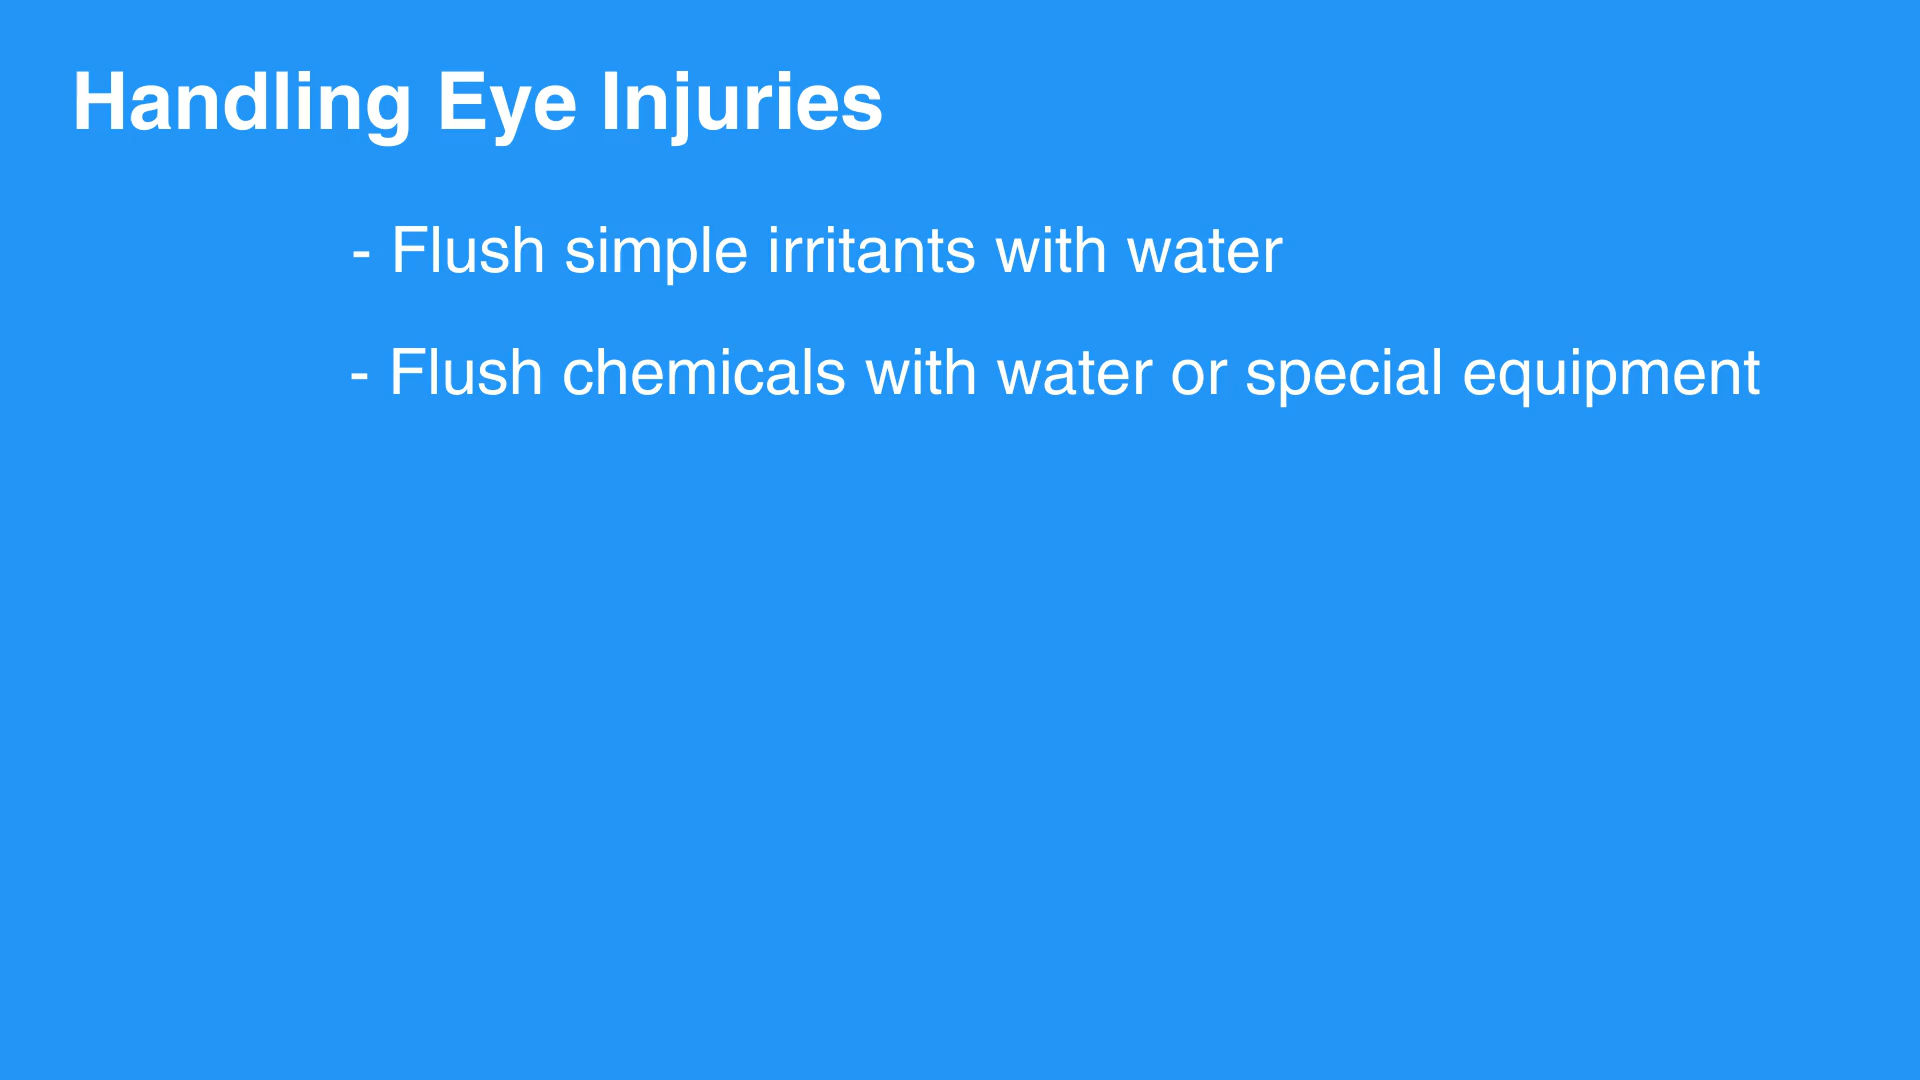 Handling Eye Injuries
- Flush simple irritants with water
- Flush chemicals with water or special equipment